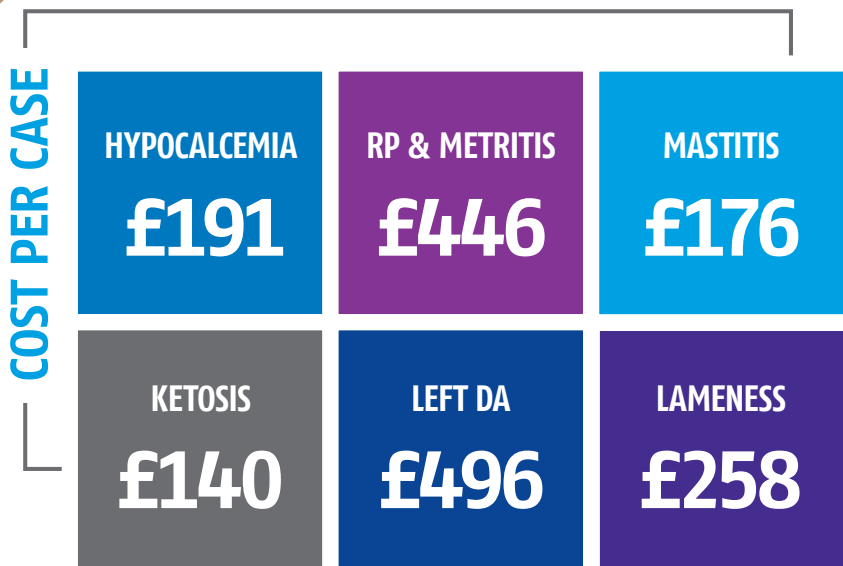 COST PER CASE
HYPOCALCEMIA
£191
RP & METRITIS
£446
MASTITIS
£176
KETOSIS
£140
LEFT DA
£496
LAMENESS
£258